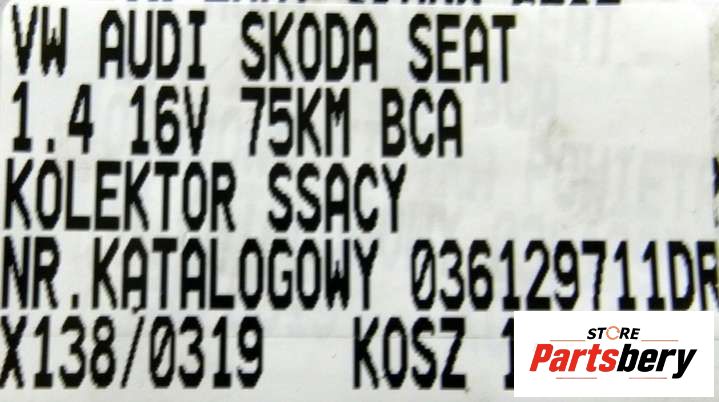 VW AUDI SKODA SEAT
1.4 16V 75KM BCA
KOLEKTOR SSACY
NR.KATALOGOWY 036129711DR
X138/0319 KOSZ 1
STORE
Partsbery